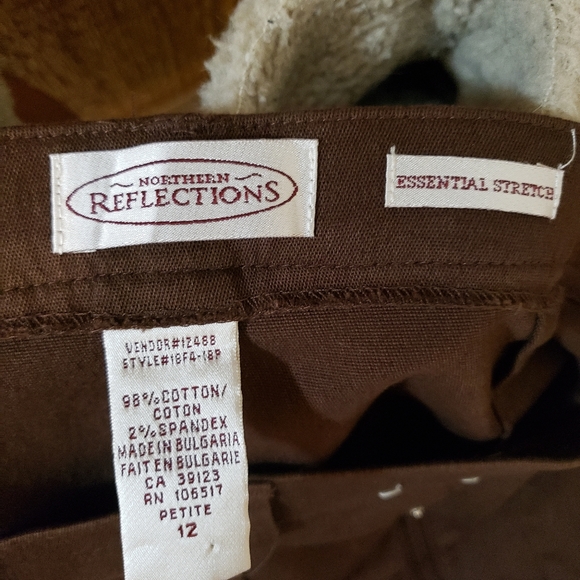 NORTHERN
REFLECTIONS
ESSENTIAL STRETCH
VENDOR#12468
STYLE#18F4-18P
98%COTTON/
COTON
2%SPANDEX
MADE IN BULGARIA
FAIT EN BULGARIE
CA 39123
RN 106517
PETITE
12